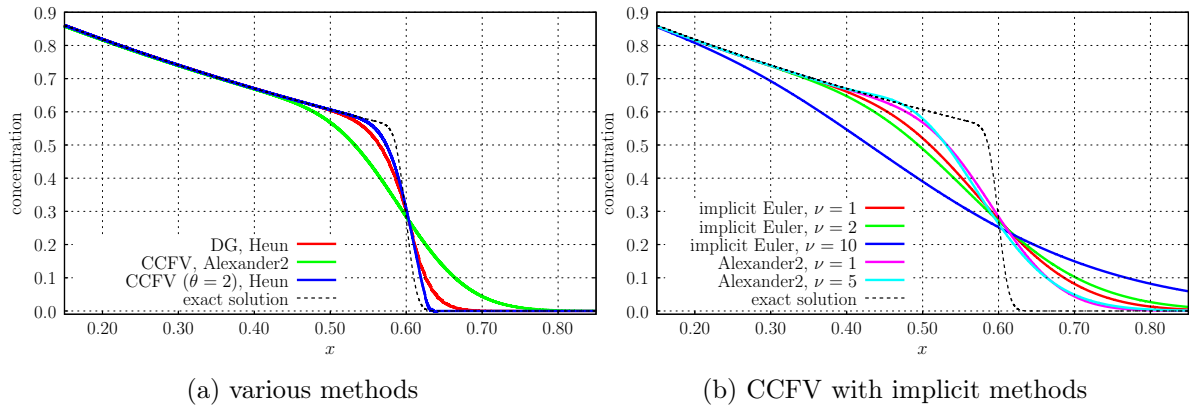 0.9
0.8
0.7
0.6
0.5
0.4
0.3
0.2
0.1
0.0
concentration
0.20 0.30 0.40 0.50 0.60 0.70 0.80
x
DG, Heun
CCFV, Alexander2
CCFV (θ = 2), Heun
exact solution
(a) various methods
0.9
0.8
0.7
0.6
0.5
0.4
0.3
0.2
0.1
0.0
concentration
0.20 0.30 0.40 0.50 0.60 0.70 0.80
x
implicit Euler, ν = 1
implicit Euler, ν = 2
implicit Euler, ν = 10
Alexander2, ν = 1
Alexander2, ν = 5
exact solution
(b) CCFV with implicit methods